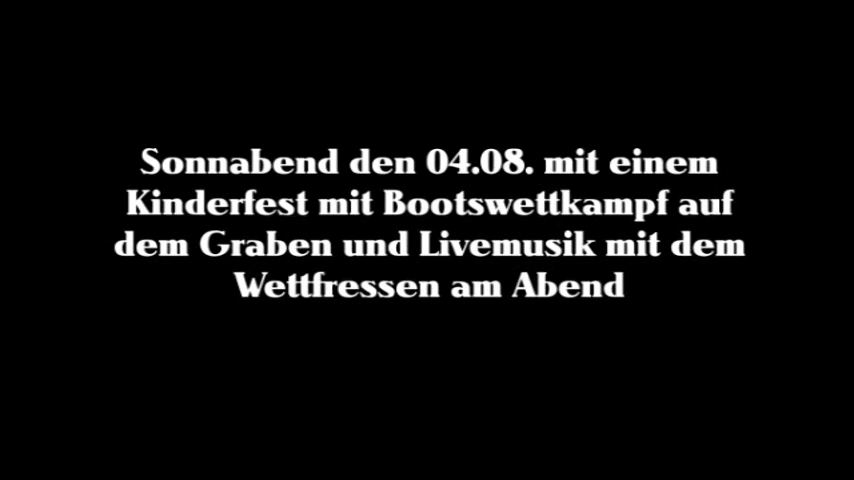 Sonnabend den 04.08. mit einem
Kinderfest mit Bootswettkampf auf
dem Graben und Livemusik mit dem
Wettfressen am Abend